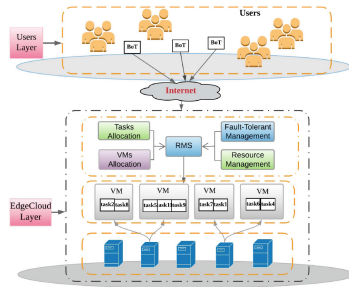 Users
Users
Layer
BoT
BoT
BoT
Internet
Tasks
Allocation
Fault-Tolerant
Management
RMS
VMs
Allocation
Resource
Management
EdgeCloud
Layer
VM
VM
VM
VM
task2 task8
task5 task1 task9
task7 task3
task6 task4